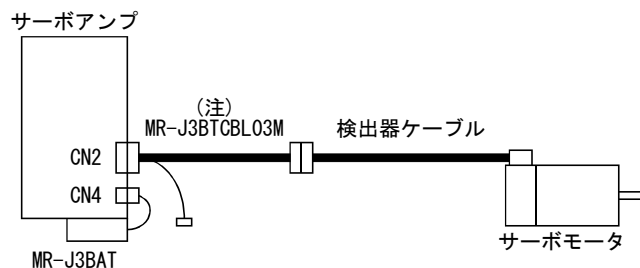 サーボアンプ
(注)
MR-J3BTCBL03M
検出器ケーブル
CN2
CN4
MR-J3BAT
サーボモータ